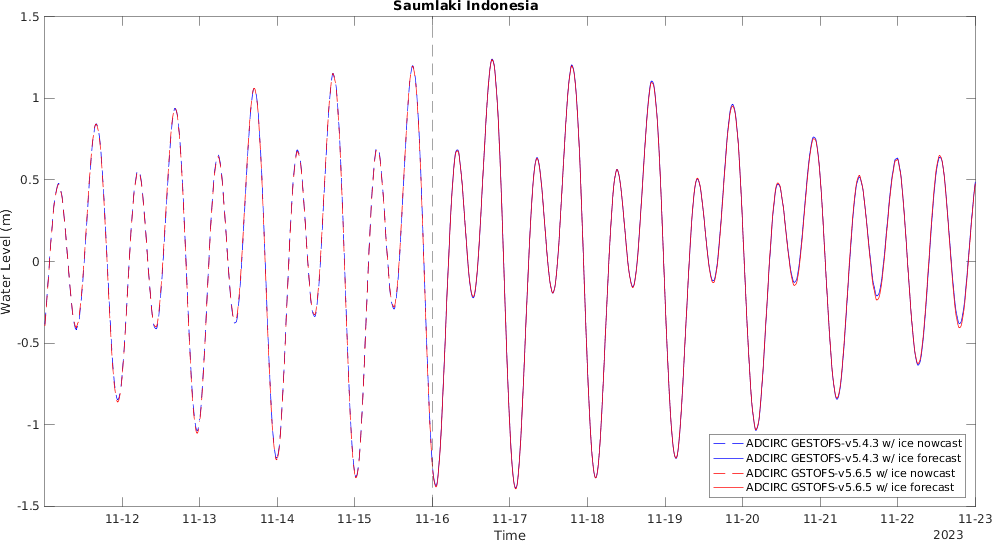 Saumlaki Indonesia
1.5
1
0.5
0
-0.5
-1
-1.5
Water Level (m)
ADCIRC GESTOFS-v5.4.3 w/ ice nowcast
ADCIRC GESTOFS-v5.4.3 w/ ice forecast
ADCIRC GSTOFS-v5.6.5 w/ ice nowcast
ADCIRC GSTOFS-v5.6.5 w/ ice forecast
11-12 11-13 11-14 11-15 11-16 11-17 11-18 11-19 11-20 11-21 11-22 11-23
Time
2023